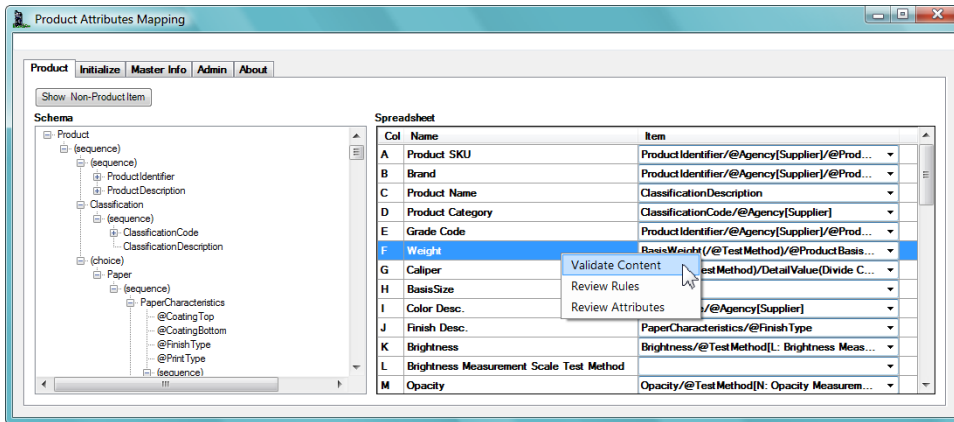 Product Attributes Mapping
Product Initialize Master Info Admin About
Show Non-ProductItem
Schema
Product
(sequence)
(sequence)
ProductIdentifier
ProductDescription
Classification
(sequence)
ClassificationCode
ClassificationDescription
(choice)
Paper
(sequence)
PaperCharacteristics
@CoatingTop
@CoatingBottom
@FinishType
@PrintType
(sequence)
Spreadsheet
Col Name Item
A Product SKU ProductIdentifier/@Agency[Supplier]/@Prod...
B Brand ProductIdentifier/@Agency[Supplier]/@Prod...
C Product Name ClassificationDescription
D Product Category ClassificationCode/@Agency[Supplier]
E Grade Code ProductIdentifier/@Agency[Supplier]/@Prod...
F Weight BasisWeight(/@TestMethod)/@ProductBasis...
G Caliper estMethod)/DetailValue(Divide C...
H BasisSize
I Color Desc. /@Agency[Supplier]
J Finish Desc. PaperCharacteristics/@FinishType
K Brightness Brightness/@TestMethod[L: Brightness Meas...
L Brightness Measurement Scale Test Method
M Opacity Opacity/@TestMethod[N: Opacity Measurem...
Validate Content
Review Rules
Review Attributes